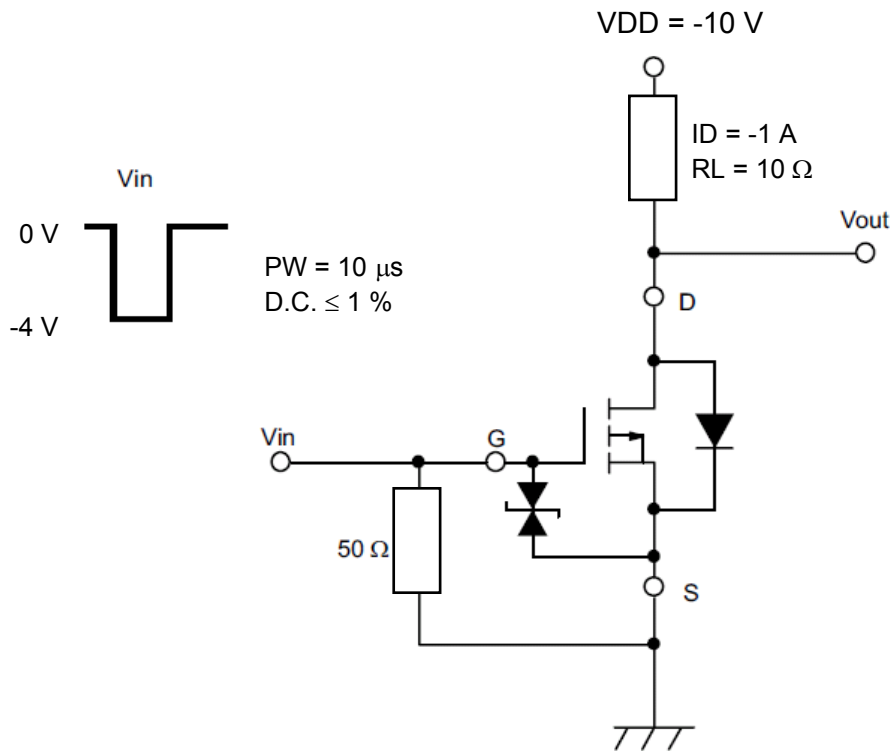 VDD = -10 V
ID = -1 A
RL = 10 Ω
Vin
Vout
0 V
PW = 10 μs
D.C. ≤ 1 %
-4 V
D
Vin
G
50 Ω
S